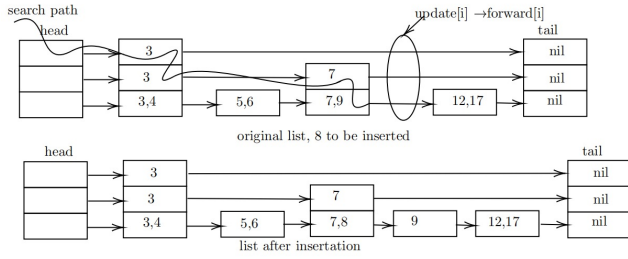 search path
head
update[i] →forward[i]
tail
3 nil
3 7 nil
3,4 5,6 7,9 12,17 nil
original list, 8 to be inserted
head tail
3 nil
3 7 nil
3,4 5,6 7,8 9 12,17 nil
list after insertation